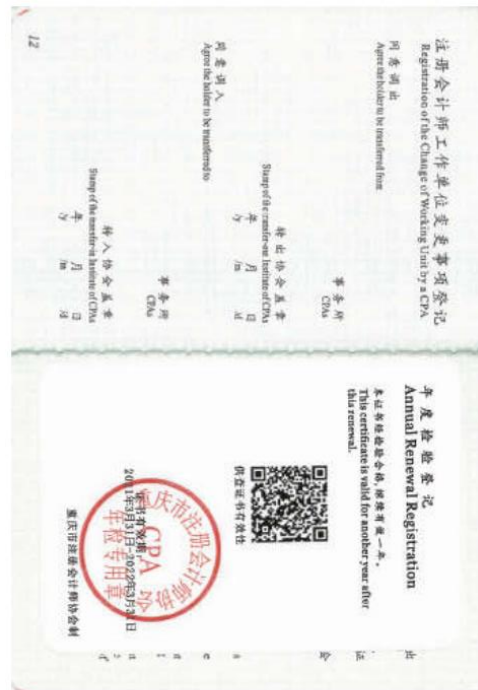 注册会计师工作单位变更事项登记
Registration of the Change of Working Unit by a CPA
同意调出
Agree the holder to be transferred from
事务所
CPAs
转出协会盖章
Stamp of the transfer-out Institute of CPAs
年 月 日
/y /m /d
同意调入
Agree the holder to be transferred to
事务所
CPAs
转入协会盖章
Stamp of the transfer-in Institute of CPAs
年 月 日
/y /m /d
12
年度检验登记
Annual Renewal Registration
本证书经检验合格,继续有效一年。
This certificate is valid for another year after
this renewal.
供查证书有效性
重庆市注册会计师协会
CPA
年检专用章
证书有效期:
2021年3月31日-2022年3月31日
重庆市注册会计师协会制